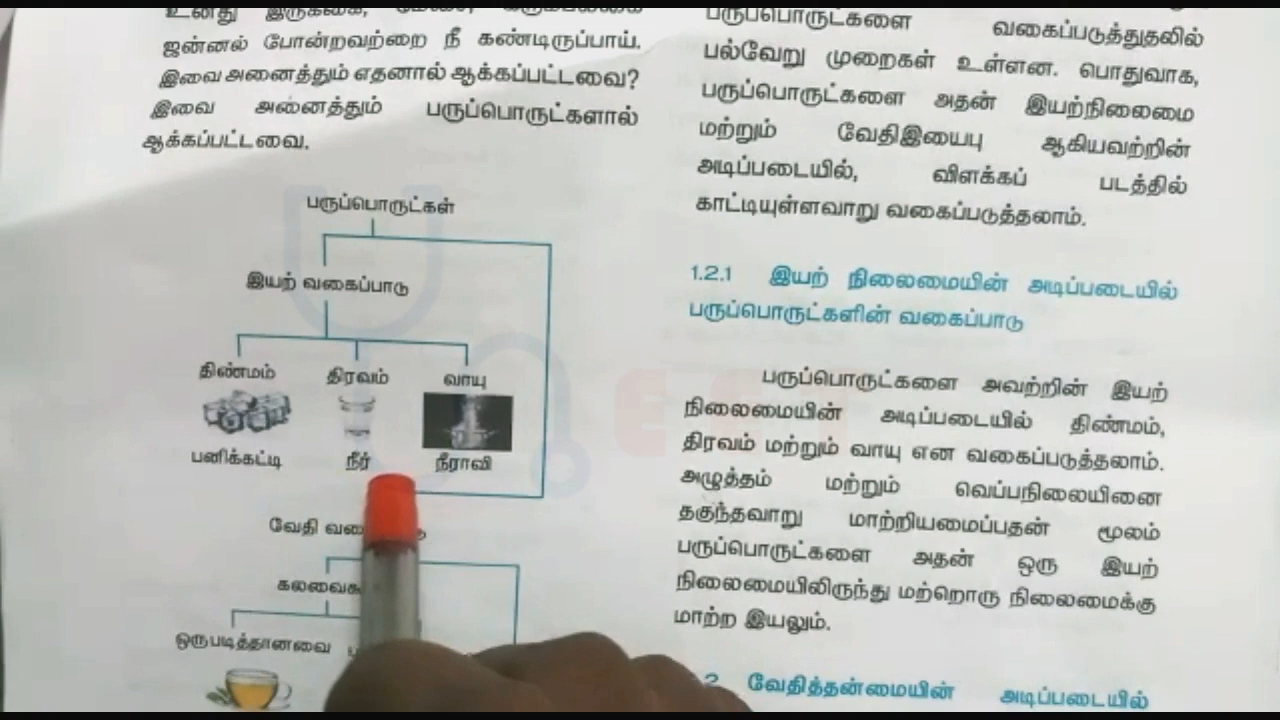 உனது இருக்கை,
ஜன்னல் போன்றவற்றை நீ கண்டிருப்பாய்.
இவை அனைத்தும் எதனால் ஆக்கப்பட்டவை?
இவை அனைத்தும் பருப்பொருட்களால்
ஆக்கப்பட்டவை.
பருப்பொருட்கள்
இயற் வகைப்பாடு
திண்மம் திரவம் வாயு
பனிக்கட்டி நீர் நீராவி
வேதி
ஒருபடித்தானவை
பருப்பொருட்களை வகைப்படுத்துதலில்
பல்வேறு முறைகள் உள்ளன. பொதுவாக,
பருப்பொருட்களை அதன் இயற்நிலைமை
மற்றும் வேதிஇயைபு ஆகியவற்றின்
அடிப்படையில், விளக்கப் படத்தில்
காட்டியுள்ளவாறு வகைப்படுத்தலாம்.
1.2.1 இயற் நிலைமையின் அடிப்படையில்
பருப்பொருட்களின் வகைப்பாடு
பருப்பொருட்களை அவற்றின் இயற்
நிலைமையின் அடிப்படையில் திண்மம்,
திரவம் மற்றும் வாயு என வகைப்படுத்தலாம்.
அழுத்தம் மற்றும் வெப்பநிலையினை
தகுந்தவாறு மாற்றியமைப்பதன் மூலம்
பருப்பொருட்களை அதன் ஒரு இயற்
நிலைமையிலிருந்து மற்றொரு நிலைமைக்கு
மாற்ற இயலும்.
வேதித்தன்மையின் அடிப்படையில்